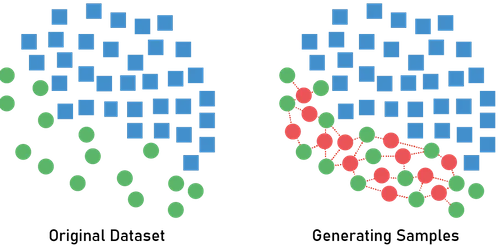 Original Dataset
Generating Samples